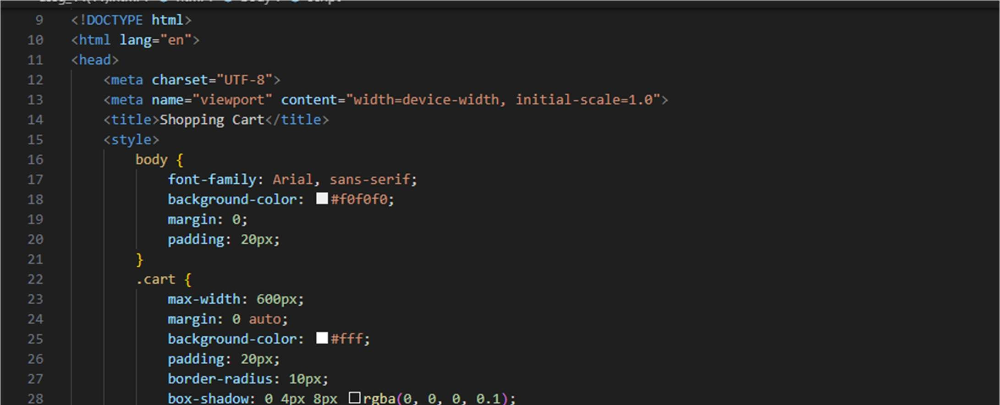 9 <!DOCTYPE html>
10 <html lang="en">
11 <head>
12 <meta charset="UTF-8">
13 <meta name="viewport" content="width=device-width, initial-scale=1.0">
14 <title>Shopping Cart</title>
15 <style>
16 body {
17 font-family: Arial, sans-serif;
18 background-color: #f0f0f0;
19 margin: 0;
20 padding: 20px;
21 }
22 .cart {
23 max-width: 600px;
24 margin: 0 auto;
25 background-color: #fff;
26 padding: 20px;
27 border-radius: 10px;
28 box-shadow: 0 4px 8px rgba(0, 0, 0, 0.1);